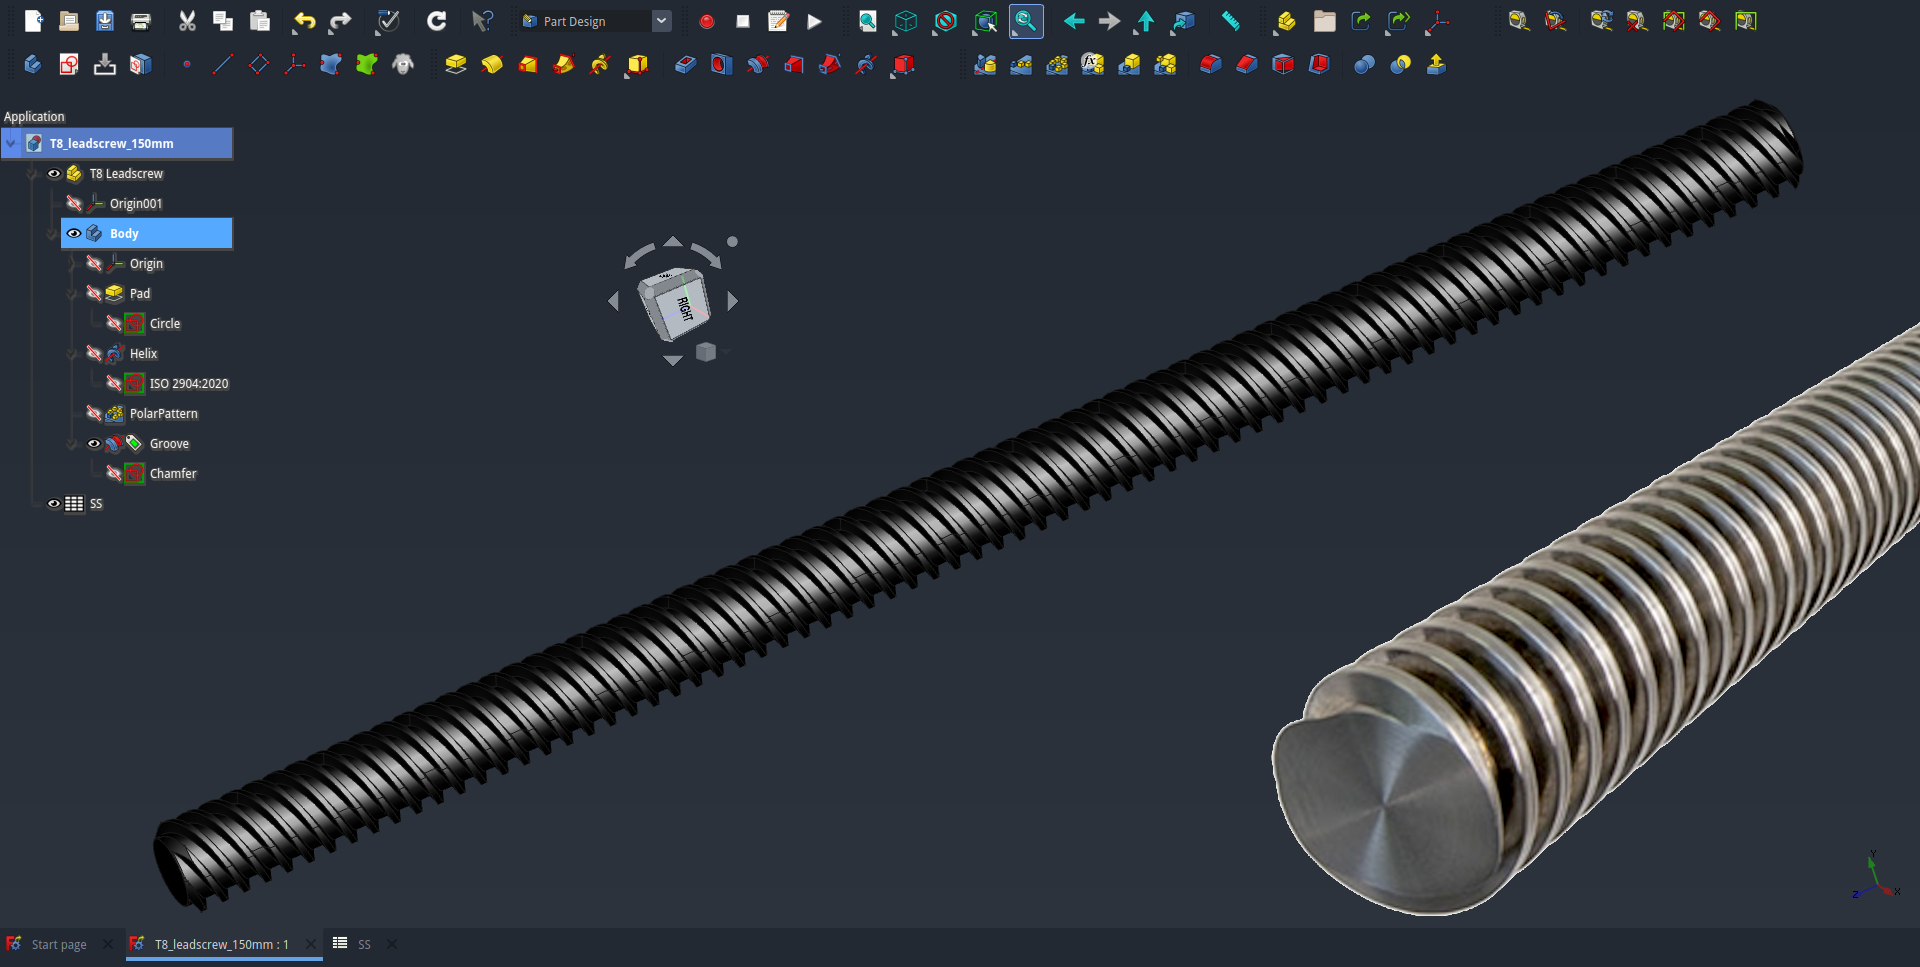 Part Design
fx
Application
T8_leadscrew_150mm
T8 Leadscrew
Origin001
Body
Origin
Pad
Circle
Helix
ISO 2904:2020
PolarPattern
Groove
Chamfer
SS
RIGHT
Y
Z
X
Start page
T8_leadscrew_150mm : 1
SS